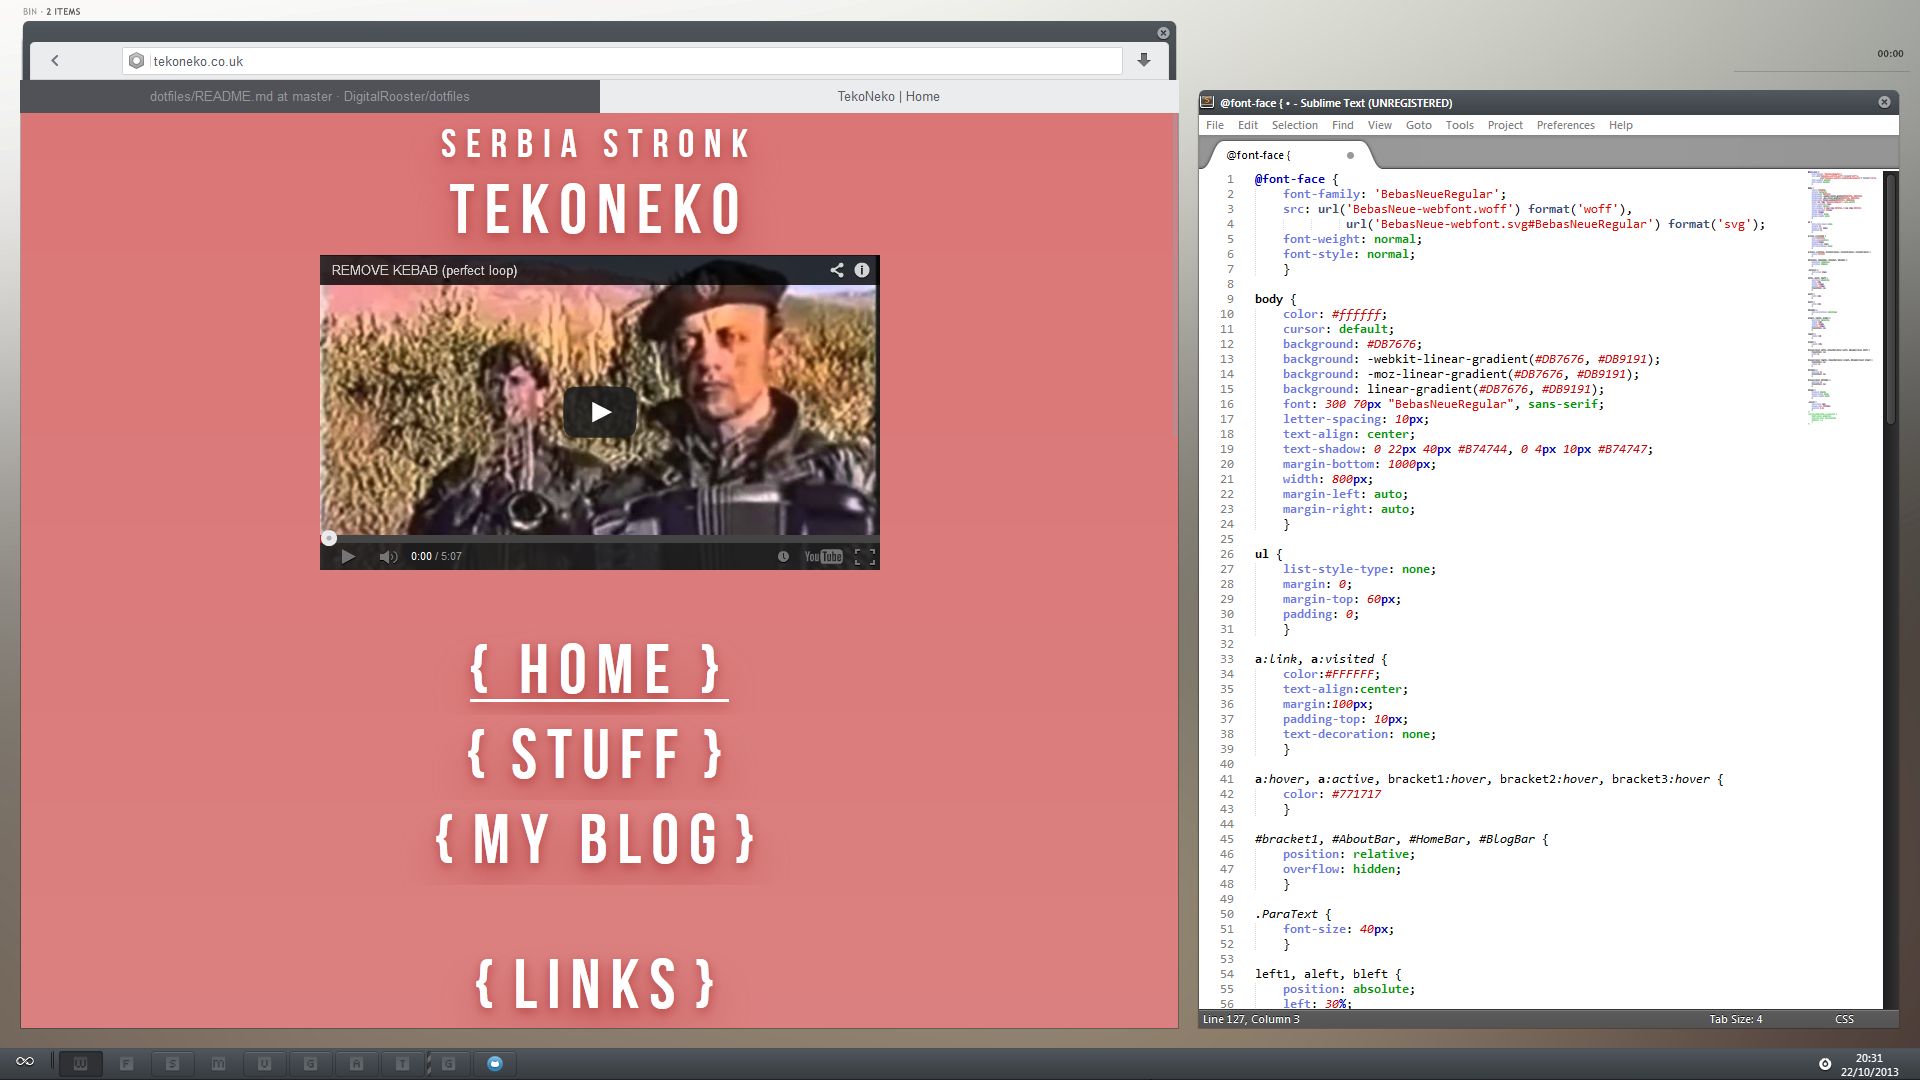 BIN · 2 ITEMS
tekoneko.co.uk
dotfiles/README.md at master · DigitalRooster/dotfiles
TekoNeko | Home
SERBIA STRONK
TEKONEKO
REMOVE KEBAB (perfect loop)
0:00 / 5:07
YouTube
{ HOME }
{ STUFF }
{ MY BLOG }
{ LINKS }
00:00
@font-face { • - Sublime Text (UNREGISTERED)
File Edit Selection Find View Goto Tools Project Preferences Help
@font-face {
1 @font-face {
2 font-family: 'BebasNeueRegular';
3 src: url('BebasNeue-webfont.woff') format('woff'),
4 url('BebasNeue-webfont.svg#BebasNeueRegular') format('svg');
5 font-weight: normal;
6 font-style: normal;
7 }
8
9 body {
10 color: #ffffff;
11 cursor: default;
12 background: #DB7676;
13 background: -webkit-linear-gradient(#DB7676, #DB9191);
14 background: -moz-linear-gradient(#DB7676, #DB9191);
15 background: linear-gradient(#DB7676, #DB9191);
16 font: 300 70px "BebasNeueRegular", sans-serif;
17 letter-spacing: 10px;
18 text-align: center;
19 text-shadow: 0 22px 40px #B74744, 0 4px 10px #B74747;
20 margin-bottom: 1000px;
21 width: 800px;
22 margin-left: auto;
23 margin-right: auto;
24 }
25
26 ul {
27 list-style-type: none;
28 margin: 0;
29 margin-top: 60px;
30 padding: 0;
31 }
32
33 a:link, a:visited {
34 color:#FFFFFF;
35 text-align:center;
36 margin:100px;
37 padding-top: 10px;
38 text-decoration: none;
39 }
40
41 a:hover, a:active, bracket1:hover, bracket2:hover, bracket3:hover {
42 color: #771717
43 }
44
45 #bracket1, #AboutBar, #HomeBar, #BlogBar {
46 position: relative;
47 overflow: hidden;
48 }
49
50 .ParaText {
51 font-size: 40px;
52 }
53
54 left1, aleft, bleft {
55 position: absolute;
56 left: 30%;
Line 127, Column 3
Tab Size: 4
CSS
W F S m U G A T G
20:31
22/10/2013